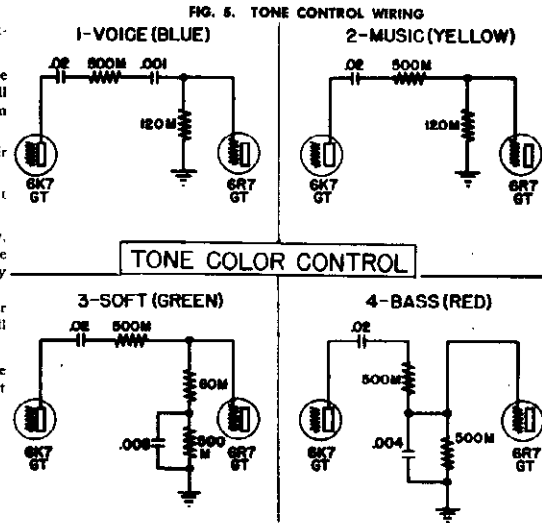 FIG. 5. TONE CONTROL WIRING
1-VOICE (BLUE)
.02 500M .001
120M
6K7 GT
6R7 GT
2-MUSIC (YELLOW)
.02 500M
120M
6K7 GT
6R7 GT
TONE COLOR CONTROL
3-SOFT (GREEN)
.02 500M
60M
500 M
6K7 GT
6R7 GT
4-BASS (RED)
.02
500M
.004
500M
6K7 GT
6R7 GT